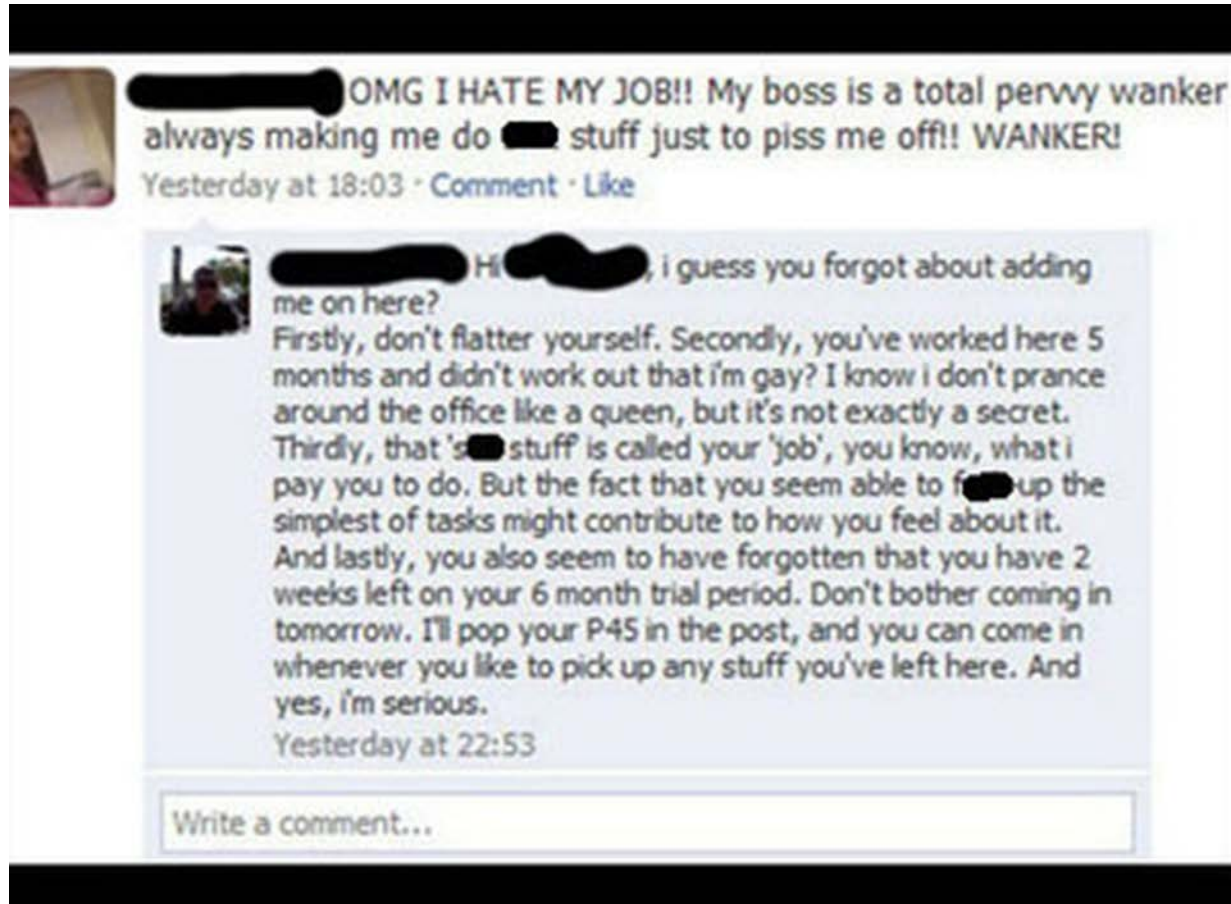 OMG I HATE MY JOB!! My boss is a total pervvy wanker
always making me do stuff just to piss me off!! WANKER!
Yesterday at 18:03 · Comment · Like
Hi , i guess you forgot about adding
me on here?
Firstly, don't flatter yourself. Secondly, you've worked here 5
months and didn't work out that i'm gay? I know i don't prance
around the office like a queen, but it's not exactly a secret.
Thirdly, that 's stuff' is called your 'job', you know, what i
pay you to do. But the fact that you seem able to f up the
simplest of tasks might contribute to how you feel about it.
And lastly, you also seem to have forgotten that you have 2
weeks left on your 6 month trial period. Don't bother coming in
tomorrow. I'll pop your P45 in the post, and you can come in
whenever you like to pick up any stuff you've left here. And
yes, i'm serious.
Yesterday at 22:53
Write a comment...